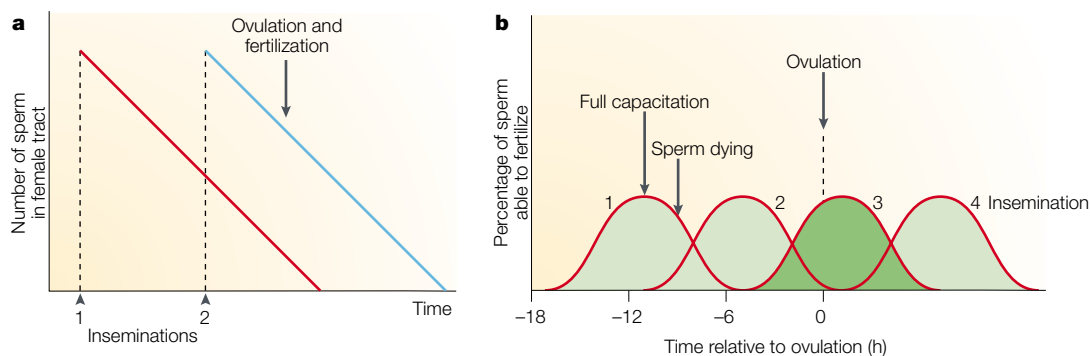 a
Ovulation and
fertilization
Number of sperm
in female tract
1
2
Time
Inseminations
b
Ovulation
Full capacitation
Sperm dying
Percentage of sperm
able to fertilize
1
2
3
4 Insemination
–18
–12
–6
0
Time relative to ovulation (h)